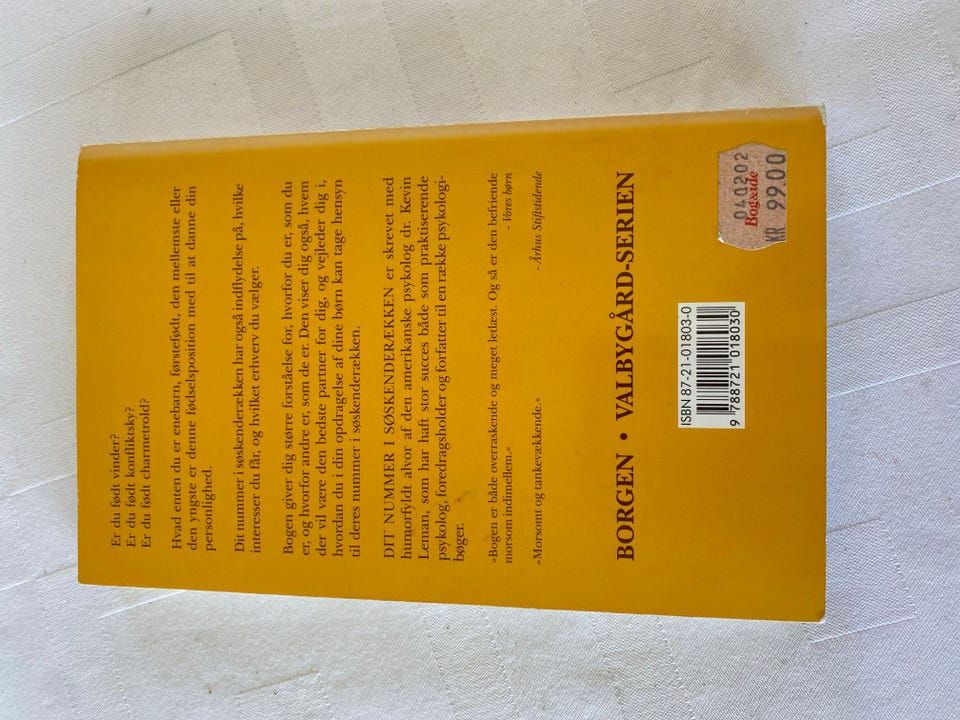 Er du født vinder?
Er du født konfliktsky?
Er du født charmetrold?
Hvad enten du er enebarn, førstefødt, den mellemste eller
den yngste er denne fødselsposition med til at danne din
personlighed.
Dit nummer i søskenderækken har også indflydelse på, hvilke
interesser du får, og hvilket erhverv du vælger.
Bogen giver dig større forståelse for, hvorfor du er, som du
er, og hvorfor andre er, som de er. Den viser dig også, hvem
der vil være den bedste partner for dig, og vejleder dig i,
hvordan du i din opdragelse af dine børn kan tage hensyn
til deres nummer i søskenderækken.
DIT NUMMER I SØSKENDERÆKKEN er skrevet med
humorfyldt alvor af den amerikanske psykolog dr. Kevin
Leman, som har haft stor succes både som praktiserende
psykolog, foredragsholder og forfatter til en række psykologi-
bøger.
»Bogen er både overraskende og meget letlæst. Og så er den befriende
morsom indimellem.«
- Vores børn
»Morsomt og tankevækkende.«
- Århus Stiftstidende
BORGEN • VALBYGÅRD-SERIEN
ISBN 87-21-01803-0
9 788721 018030
040202
Bog&ide
KR 99.00